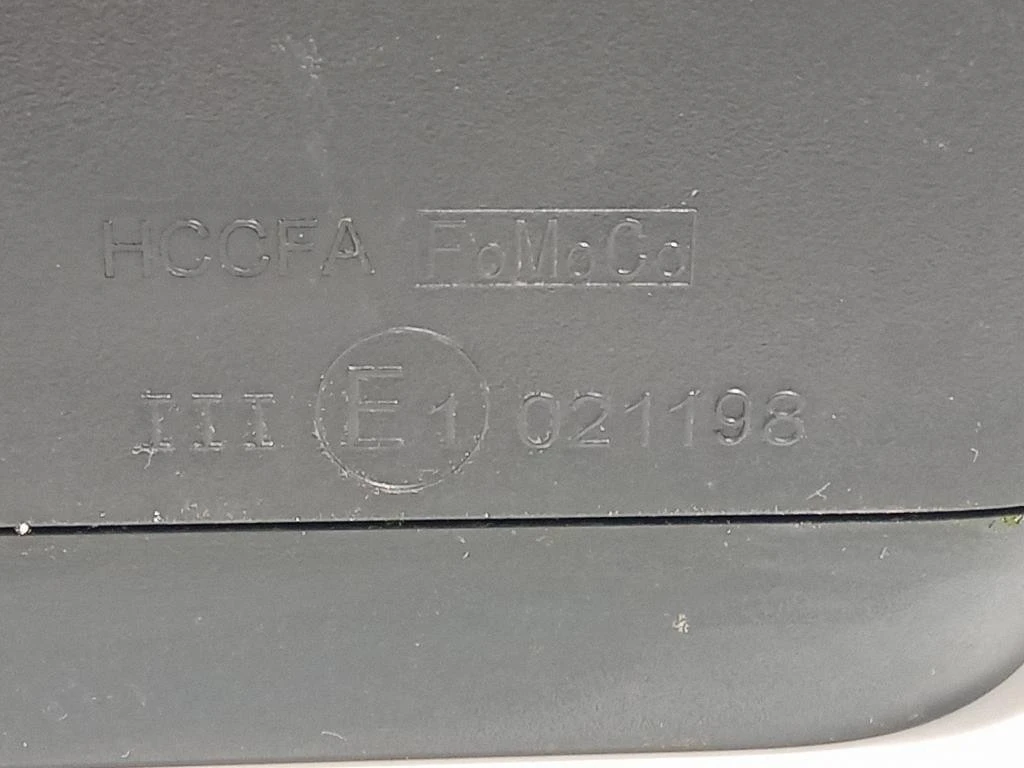 HCCFA FoMoCo
III E1 021198